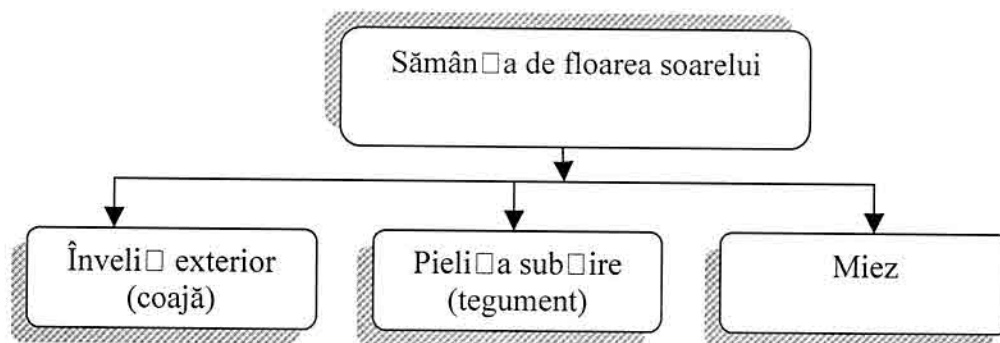 Sămân□a de floarea soarelui
Înveli□ exterior
(coajă)
Pieli□a sub□ire
(tegument)
Miez